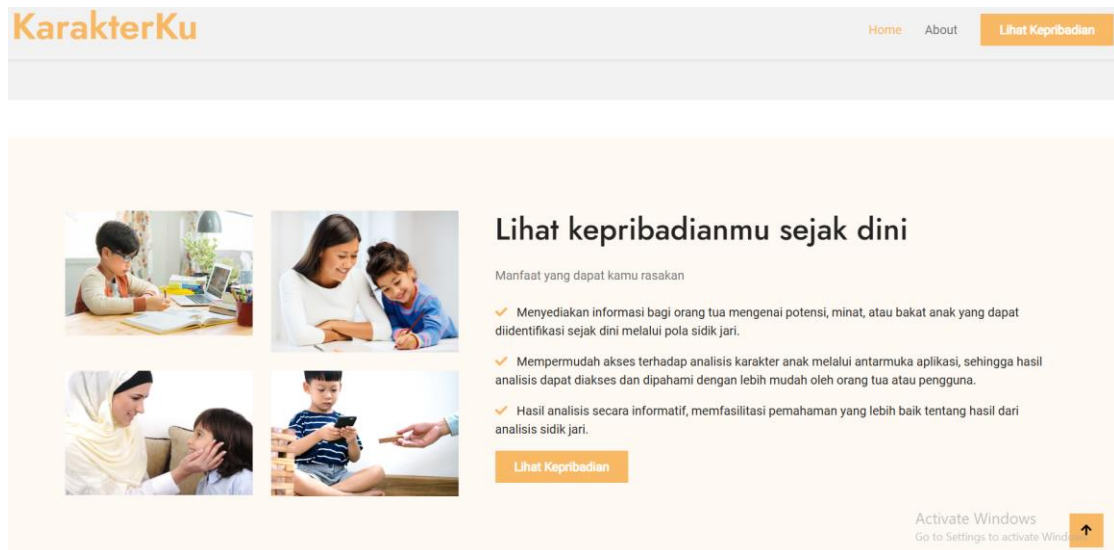 KarakterKu
Home About Lihat Kepribadian
Lihat kepribadianmu sejak dini
Manfaat yang dapat kamu rasakan
Menyediakan informasi bagi orang tua mengenai potensi, minat, atau bakat anak yang dapat
diidentifikasi sejak dini melalui pola sidik jari.
Mempermudah akses terhadap analisis karakter anak melalui antarmuka aplikasi, sehingga hasil
analisis dapat diakses dan dipahami dengan lebih mudah oleh orang tua atau pengguna.
Hasil analisis secara informatif, memfasilitasi pemahaman yang lebih baik tentang hasil dari
analisis sidik jari.
Lihat Kepribadian
Activate Windows
Go to Settings to activate Windows.